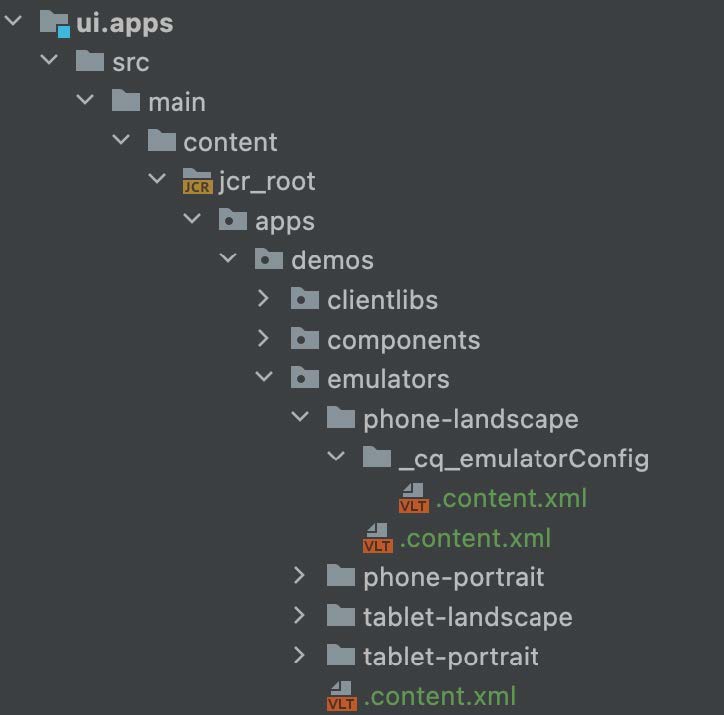 ui.apps
src
main
content
JCR jcr_root
apps
demos
clientlibs
components
emulators
phone-landscape
_cq_emulatorConfig
VLT .content.xml
VLT .content.xml
phone-portrait
tablet-landscape
tablet-portrait
VLT .content.xml